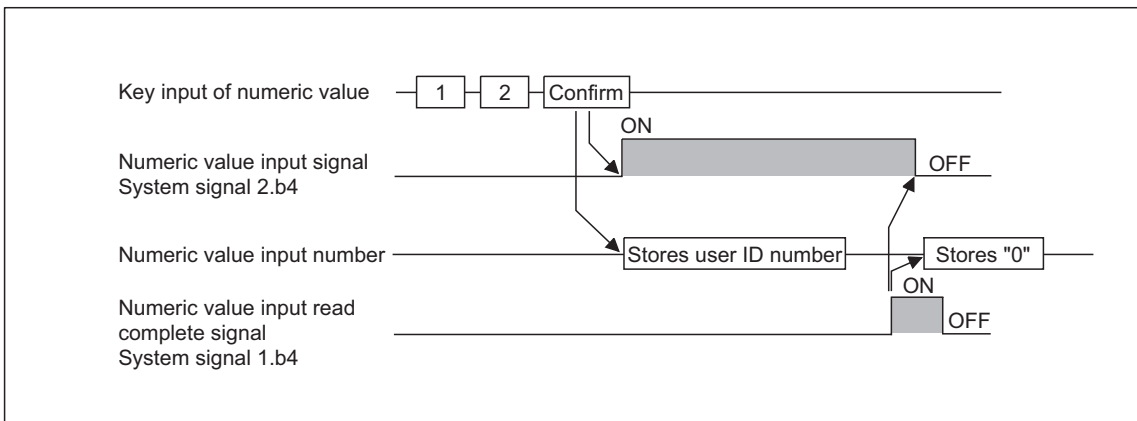 Key input of numeric value 1 2 Confirm
ON
Numeric value input signal
System signal 2.b4
OFF
Numeric value input number Stores user ID number Stores "0"
ON
Numeric value input read
complete signal
System signal 1.b4
OFF